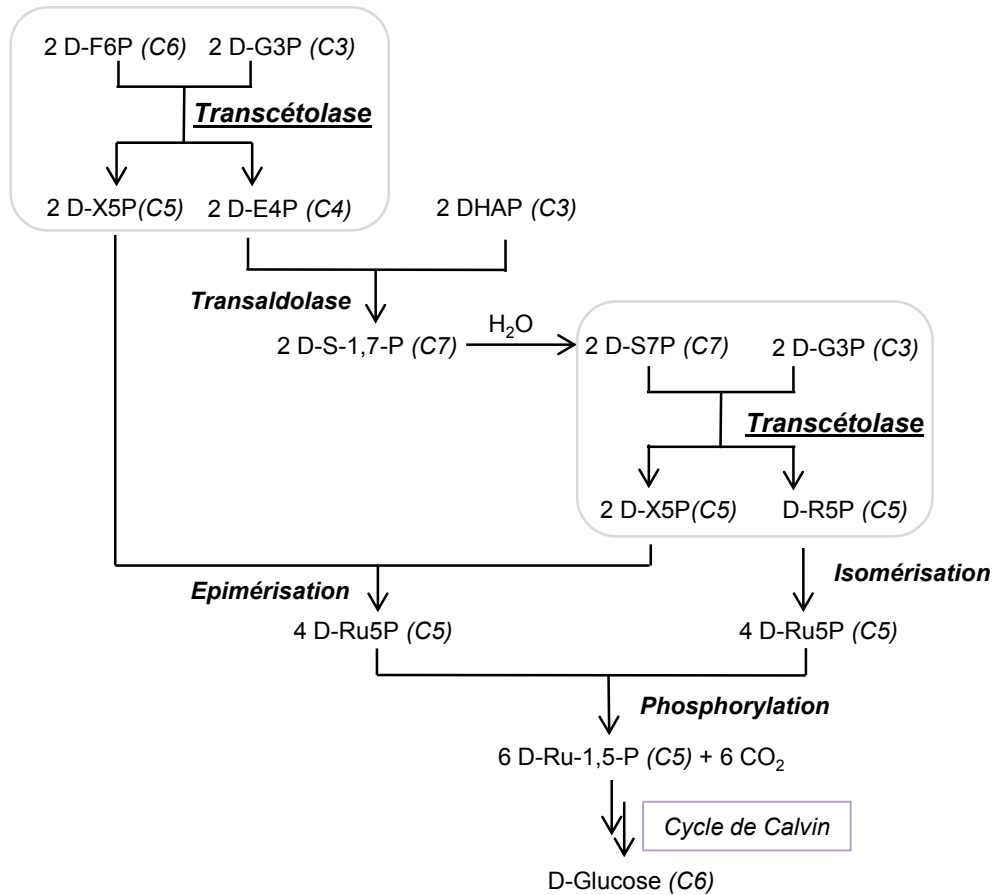 2 D-F6P (C6) 2 D-G3P (C3)
Transcétolase
2 D-X5P(C5) 2 D-E4P (C4) 2 DHAP (C3)
Transaldolase
H₂O
2 D-S-1,7-P (C7) 2 D-S7P (C7) 2 D-G3P (C3)
Transcétolase
2 D-X5P(C5) D-R5P (C5)
Epimérisation Isomérisation
4 D-Ru5P (C5) 4 D-Ru5P (C5)
Phosphorylation
6 D-Ru-1,5-P (C5) + 6 CO₂
Cycle de Calvin
D-Glucose (C6)